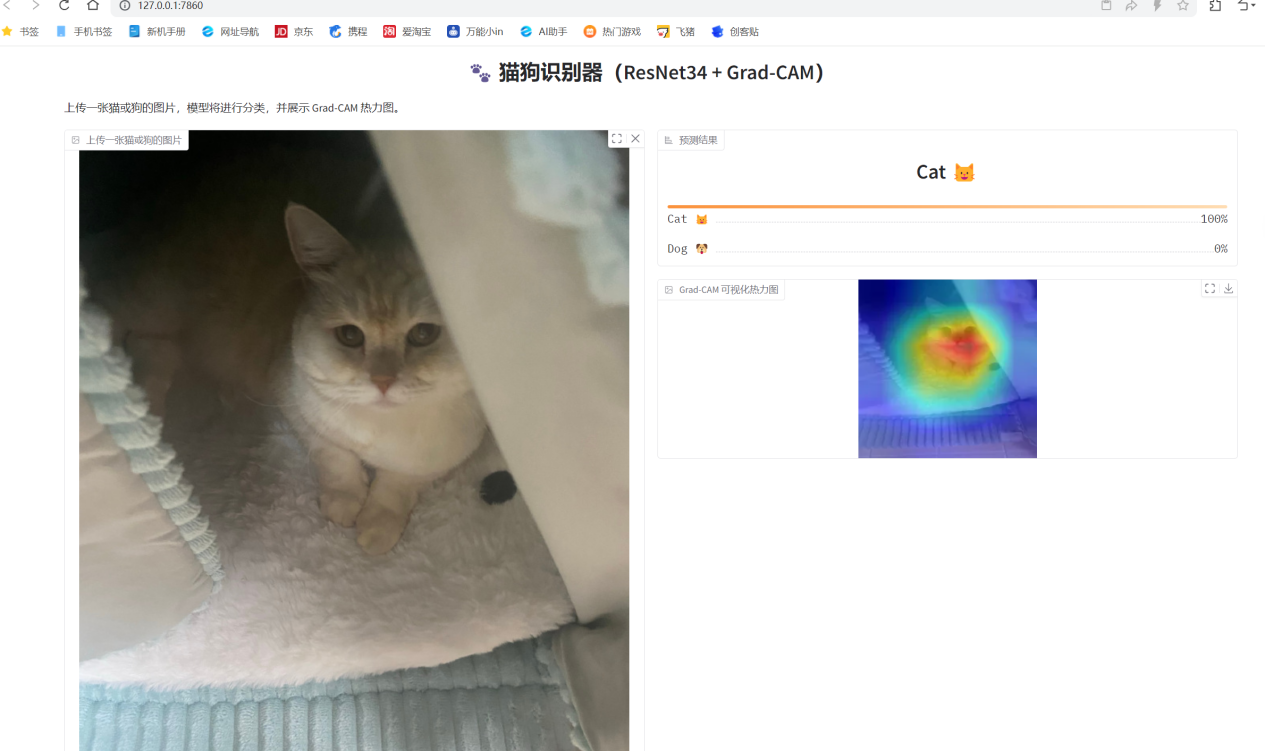 127.0.0.1:7860
书签 手机书签 新机手册 网址导航 京东 携程 爱淘宝 万能小in AI助手 热门游戏 飞猪 创客贴
猫狗识别器（ResNet34 + Grad-CAM）
上传一张猫或狗的图片，模型将进行分类，并展示 Grad-CAM 热力图。
上传一张猫或狗的图片
预测结果
Cat
Cat 100%
Dog 0%
Grad-CAM 可视化热力图